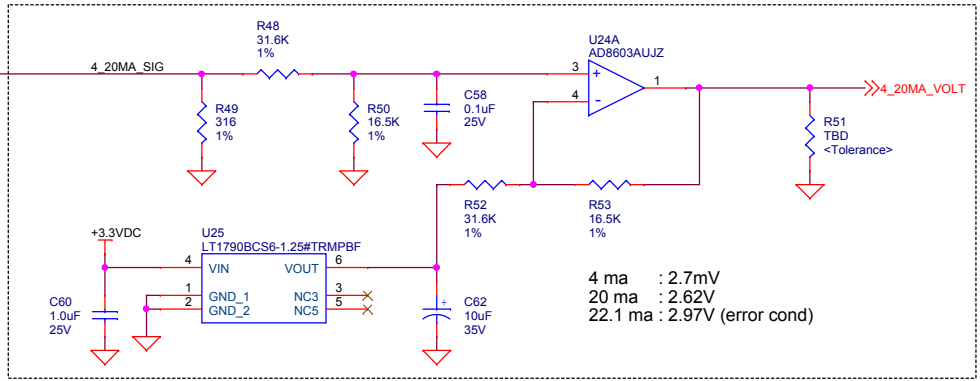 R48
31.6K
1%
4_20MA_SIG
R49
316
1%
R50
16.5K
1%
C58
0.1uF
25V
U24A
AD8603AUJZ
3
+
4
-
1
4_20MA_VOLT
R51
TBD
<Tolerance>
R52
31.6K
1%
R53
16.5K
1%
+3.3VDC
U25
LT1790BCS6-1.25#TRMPBF
4
VIN
VOUT
6
1
GND_1
NC3
3
2
GND_2
NC5
5
C60
1.0uF
25V
+
C62
10uF
35V
4 ma : 2.7mV
20 ma : 2.62V
22.1 ma : 2.97V (error cond)